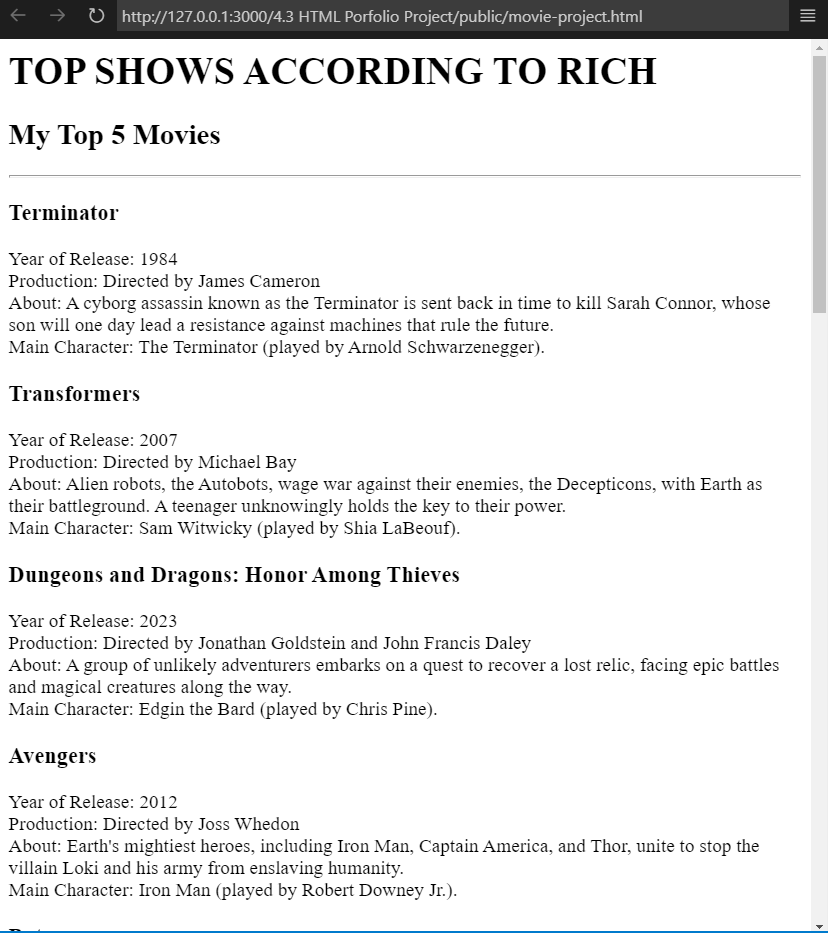 http://127.0.0.1:3000/4.3 HTML Porfolio Project/public/movie-project.html
TOP SHOWS ACCORDING TO RICH
My Top 5 Movies
Terminator
Year of Release: 1984
Production: Directed by James Cameron
About: A cyborg assassin known as the Terminator is sent back in time to kill Sarah Connor, whose
son will one day lead a resistance against machines that rule the future.
Main Character: The Terminator (played by Arnold Schwarzenegger).
Transformers
Year of Release: 2007
Production: Directed by Michael Bay
About: Alien robots, the Autobots, wage war against their enemies, the Decepticons, with Earth as
their battleground. A teenager unknowingly holds the key to their power.
Main Character: Sam Witwicky (played by Shia LaBeouf).
Dungeons and Dragons: Honor Among Thieves
Year of Release: 2023
Production: Directed by Jonathan Goldstein and John Francis Daley
About: A group of unlikely adventurers embarks on a quest to recover a lost relic, facing epic battles
and magical creatures along the way.
Main Character: Edgin the Bard (played by Chris Pine).
Avengers
Year of Release: 2012
Production: Directed by Joss Whedon
About: Earth's mightiest heroes, including Iron Man, Captain America, and Thor, unite to stop the
villain Loki and his army from enslaving humanity.
Main Character: Iron Man (played by Robert Downey Jr.).